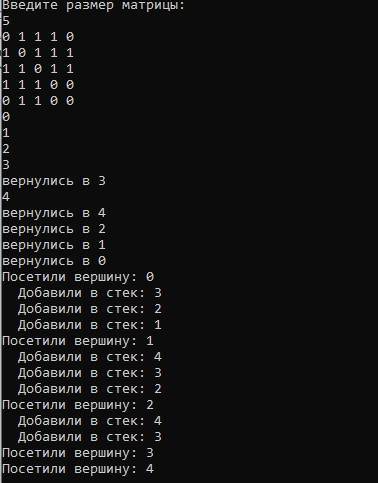 Введите размер матрицы:
5
0 1 1 1 0
1 0 1 1 1
1 1 0 1 1
1 1 1 0 0
0 1 1 0 0
0
1
2
3
вернулись в 3
4
вернулись в 4
вернулись в 2
вернулись в 1
вернулись в 0
Посетили вершину: 0
  Добавили в стек: 3
  Добавили в стек: 2
  Добавили в стек: 1
Посетили вершину: 1
  Добавили в стек: 4
  Добавили в стек: 3
  Добавили в стек: 2
Посетили вершину: 2
  Добавили в стек: 4
  Добавили в стек: 3
Посетили вершину: 3
Посетили вершину: 4